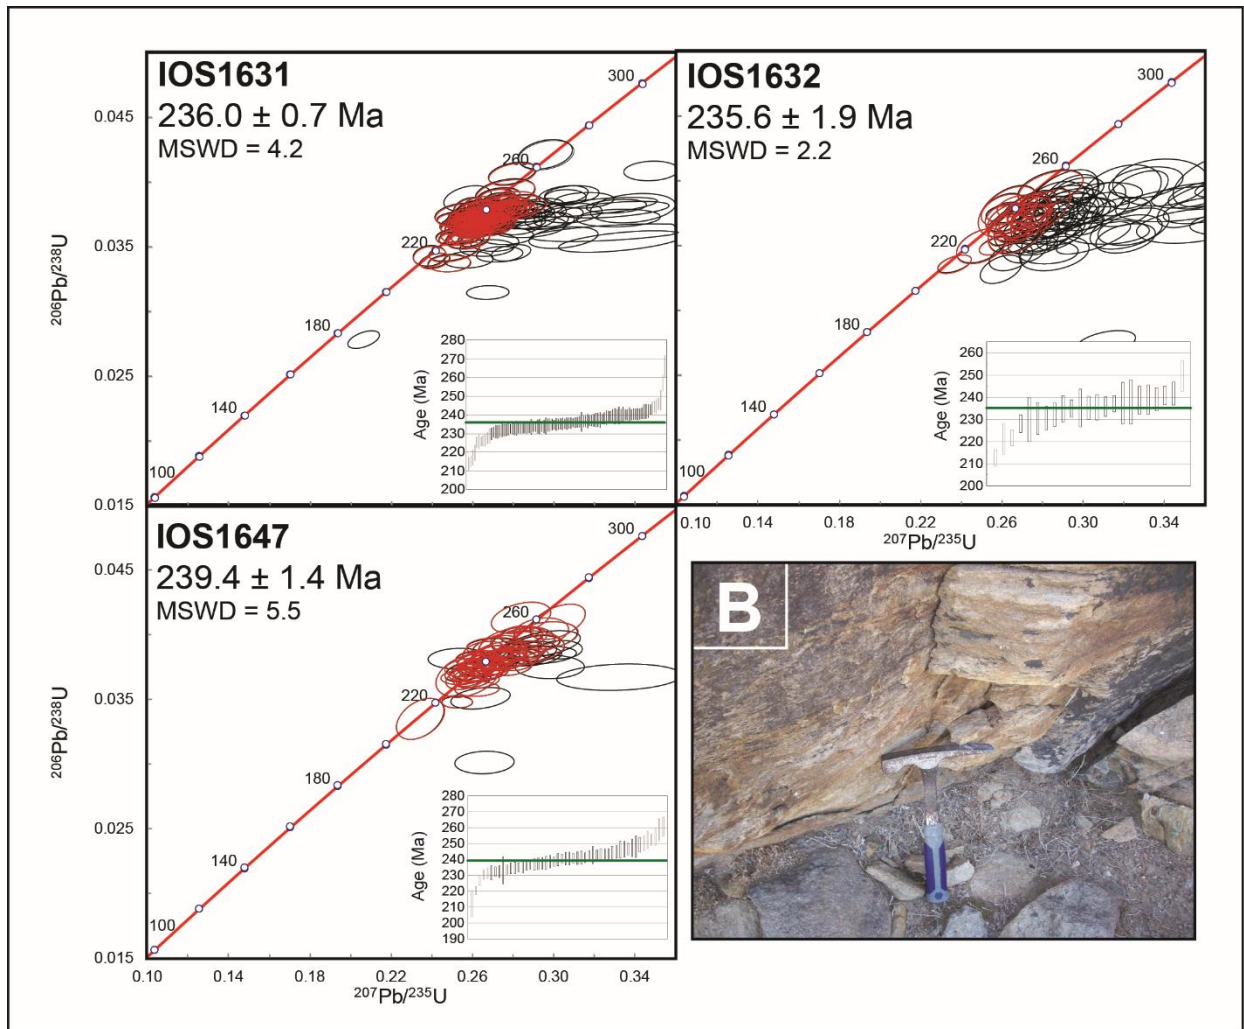 IOS1631
236.0 ± 0.7 Ma
MSWD = 4.2
300
260
220
180
140
100
0.045
0.035
0.025
0.015
²⁰⁶Pb/²³⁸U
Age (Ma)
280
270
260
250
240
230
220
210
200
IOS1632
235.6 ± 1.9 Ma
MSWD = 2.2
300
260
220
180
140
100
0.10 0.14 0.18 0.22 0.26 0.30 0.34
²⁰⁷Pb/²³⁵U
Age (Ma)
260
250
240
230
220
210
200
IOS1647
239.4 ± 1.4 Ma
MSWD = 5.5
300
260
220
180
140
100
0.045
0.035
0.025
0.015
²⁰⁶Pb/²³⁸U
0.10 0.14 0.18 0.22 0.26 0.30 0.34
²⁰⁷Pb/²³⁵U
Age (Ma)
280
270
260
250
240
230
220
210
200
190
B